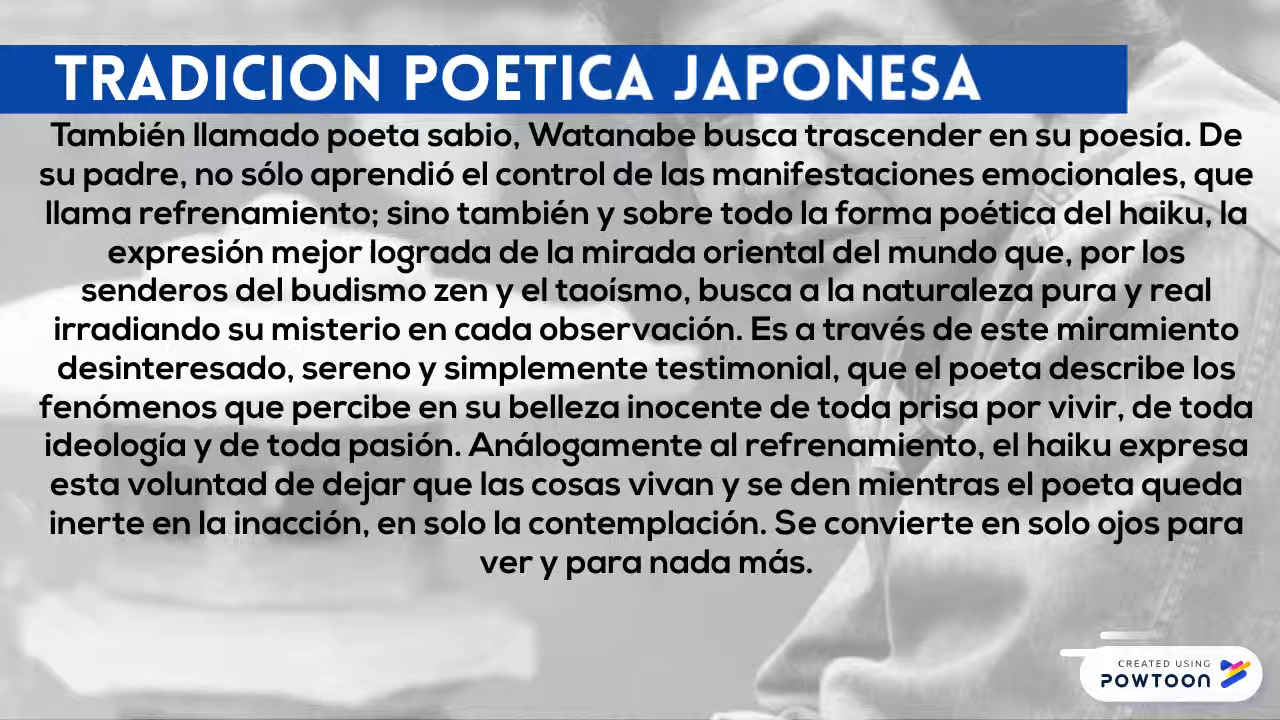 TRADICION POETICA JAPONESA
También llamado poeta sabio, Watanabe busca trascender en su poesía. De
su padre, no sólo aprendió el control de las manifestaciones emocionales, que
llama refrenamiento; sino también y sobre todo la forma poética del haiku, la
expresión mejor lograda de la mirada oriental del mundo que, por los
senderos del budismo zen y el taoísmo, busca a la naturaleza pura y real
irradiando su misterio en cada observación. Es a través de este miramiento
desinteresado, sereno y simplemente testimonial, que el poeta describe los
fenómenos que percibe en su belleza inocente de toda prisa por vivir, de toda
ideología y de toda pasión. Análogamente al refrenamiento, el haiku expresa
esta voluntad de dejar que las cosas vivan y se den mientras el poeta queda
inerte en la inacción, en solo la contemplación. Se convierte en solo ojos para
ver y para nada más.
CREATED USING
POWTOON